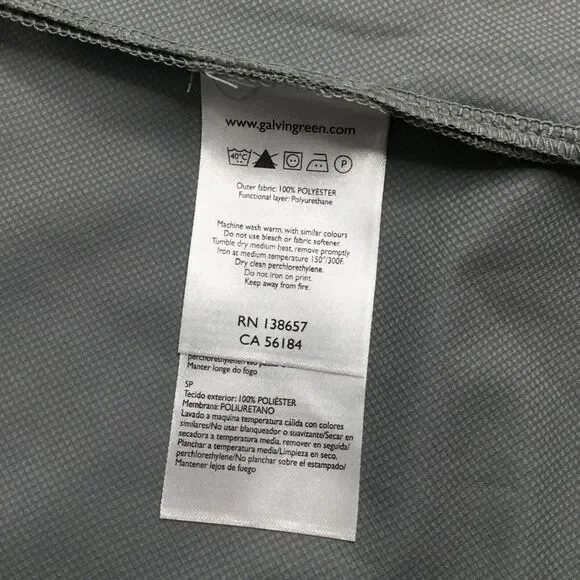 www.galvingreen.com
40°C P
Outer fabric: 100% POLYESTER
Functional layer: Polyurethane
Machine wash warm, with similar colours
Do not use bleach or fabric softener.
Tumble dry medium heat, remove promptly
Iron at medium temperature 150°/300F.
Dry clean perchlorethylene.
Do not iron on print.
Keep away from fire.
RN 138657
CA 56184
Manter longe do fogo
SP
Tecido exterior: 100% POLIÉSTER
Membrana: POLIURETANO
Lavado a maquina temperatura cálida con colores
similares/No usar blanqueador o suavizante/Secar en
secadora a temperatura media, remover en seguida/
Planchar a temperatura media/Limpieza en seco,
perchlorethylene/No planchar sobre el estampado/
Mantener lejos de fuego